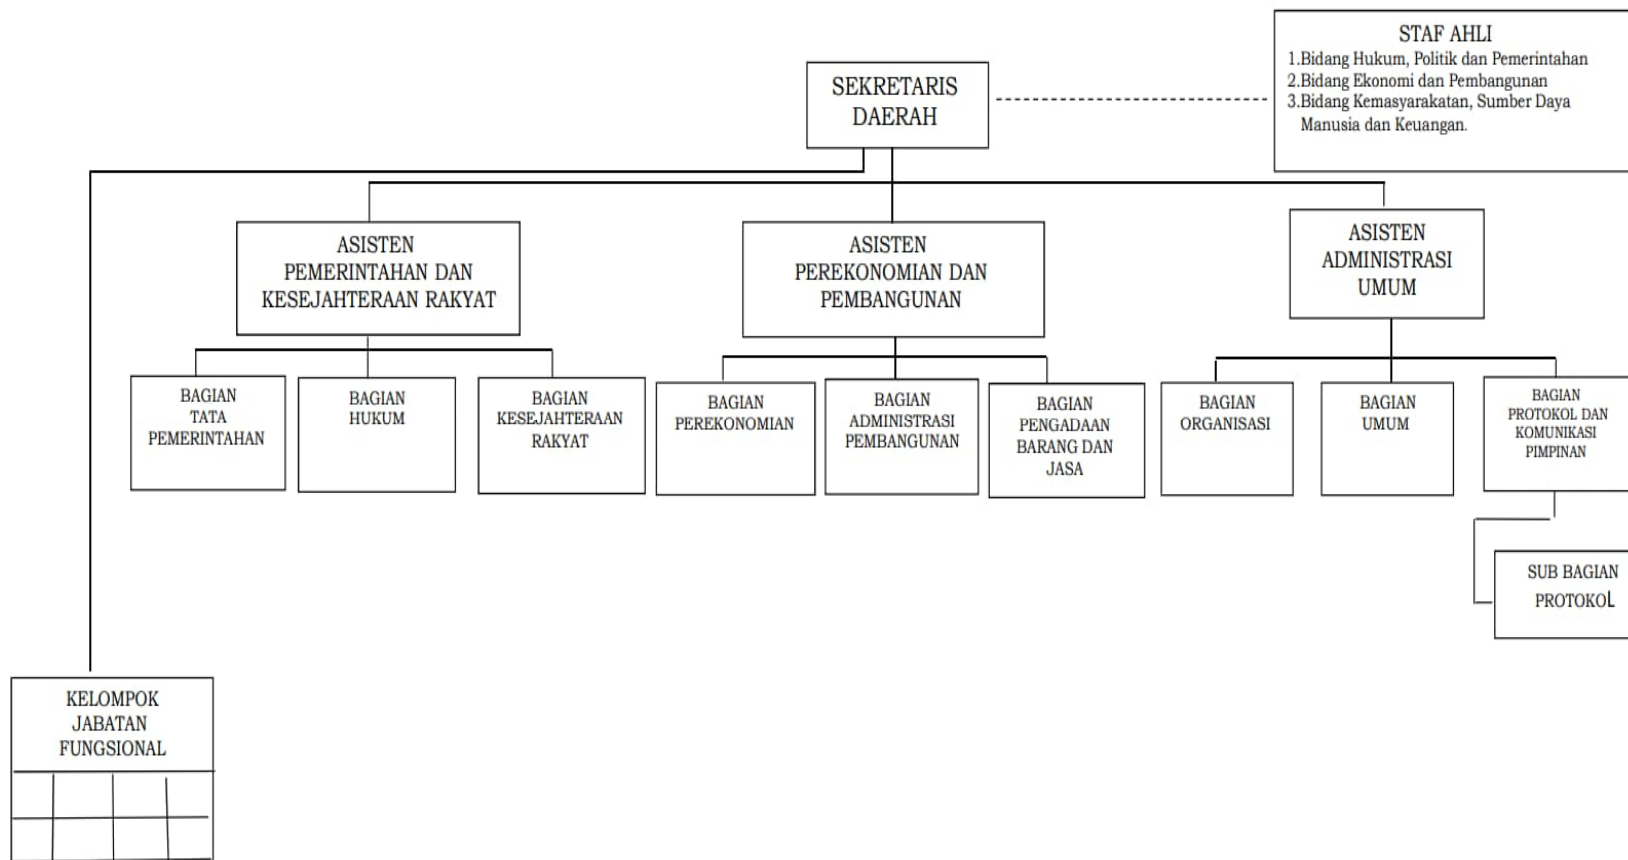 STAF AHLI
1.Bidang Hukum, Politik dan Pemerintahan
2.Bidang Ekonomi dan Pembangunan
3.Bidang Kemasyarakatan, Sumber Daya
Manusia dan Keuangan.
SEKRETARIS
DAERAH
ASISTEN
PEMERINTAHAN DAN
KESEJAHTERAAN RAKYAT
ASISTEN
PEREKONOMIAN DAN
PEMBANGUNAN
ASISTEN
ADMINISTRASI
UMUM
BAGIAN
TATA
PEMERINTAHAN
BAGIAN
HUKUM
BAGIAN
KESEJAHTERAAN
RAKYAT
BAGIAN
PEREKONOMIAN
BAGIAN
ADMINISTRASI
PEMBANGUNAN
BAGIAN
PENGADAAN
BARANG DAN
JASA
BAGIAN
ORGANISASI
BAGIAN
UMUM
BAGIAN
PROTOKOL DAN
KOMUNIKASI
PIMPINAN
SUB BAGIAN
PROTOKOL
KELOMPOK
JABATAN
FUNGSIONAL